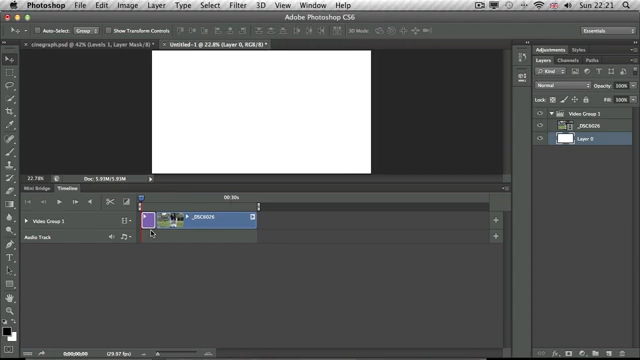 Photoshop File Edit Image Layer Type Select Filter 3D View Window Help Sun 22:21
Adobe Photoshop CS6
Auto-Select: Group Show Transform Controls Essentials
cinegraph.psd @ 42% (Levels 1, Layer Mask/8) *
Untitled-1 @ 22.8% (Layer 0, RGB/8) *
Adjustments Styles
Layers Channels Paths
Kind
Normal Opacity: 100%
Lock: Fill: 100%
Video Group 1
_DSC6026
Layer 0
22.78% Doc: 5.93M/5.93M
Mini Bridge Timeline
00:30s
Video Group 1
_DSC6026
Audio Track
0;00;00;00 (29.97 fps)